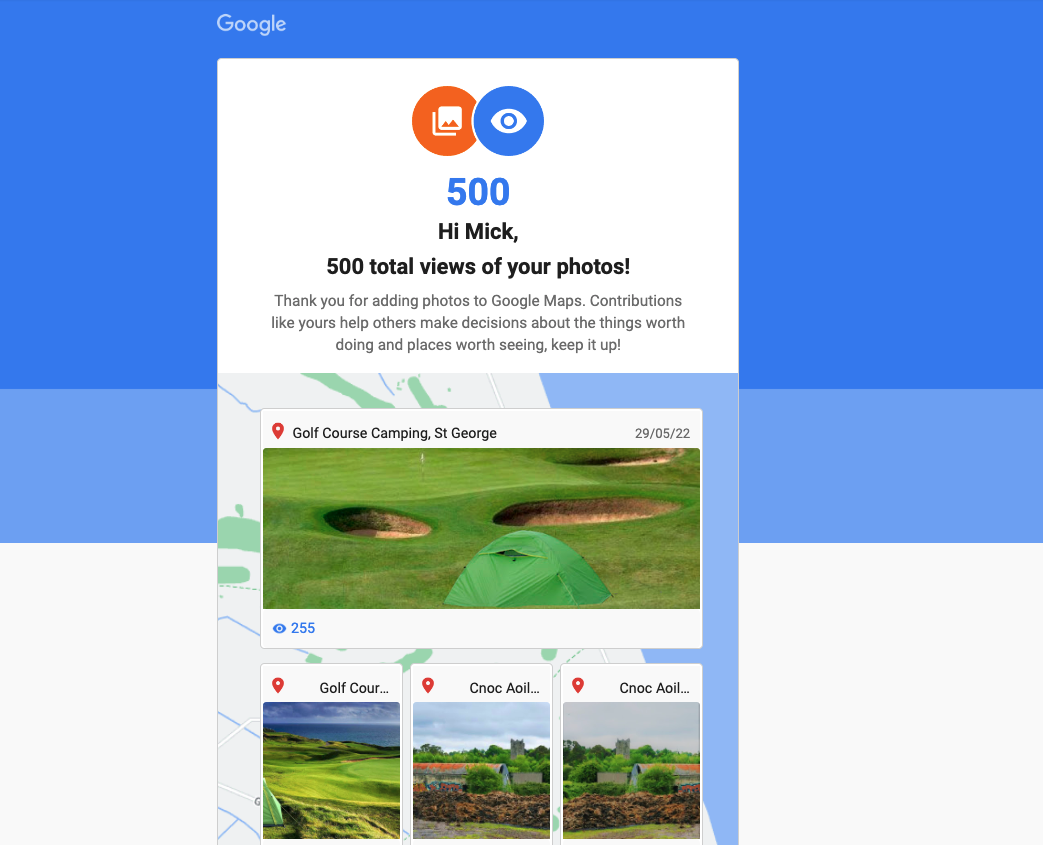 Google
500
Hi Mick,
500 total views of your photos!
Thank you for adding photos to Google Maps. Contributions
like yours help others make decisions about the things worth
doing and places worth seeing, keep it up!
Golf Course Camping, St George
29/05/22
255
Golf Cour...
Cnoc Aoil...
Cnoc Aoil...
G